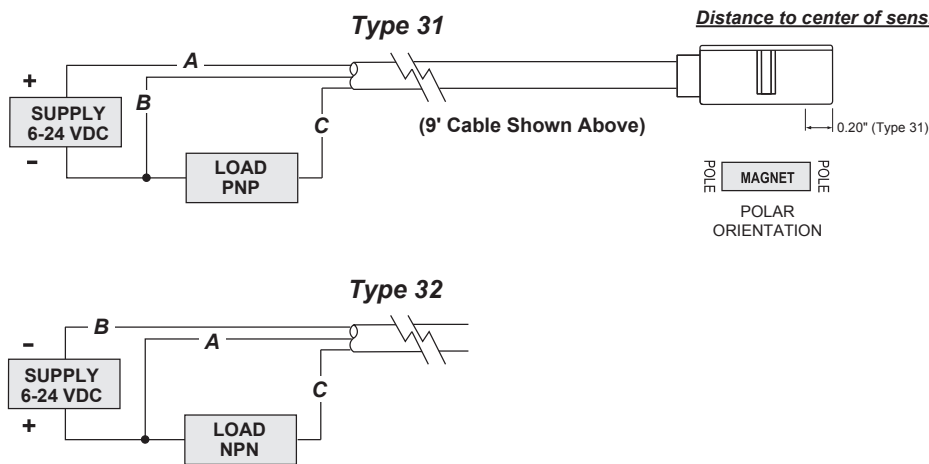 Type 31
Distance to center of sens
A
+
B
SUPPLY
6-24 VDC
-
C
(9' Cable Shown Above)
0.20" (Type 31)
LOAD
PNP
POLE
MAGNET
POLE
POLAR
ORIENTATION
Type 32
B
A
-
SUPPLY
6-24 VDC
+
C
LOAD
NPN